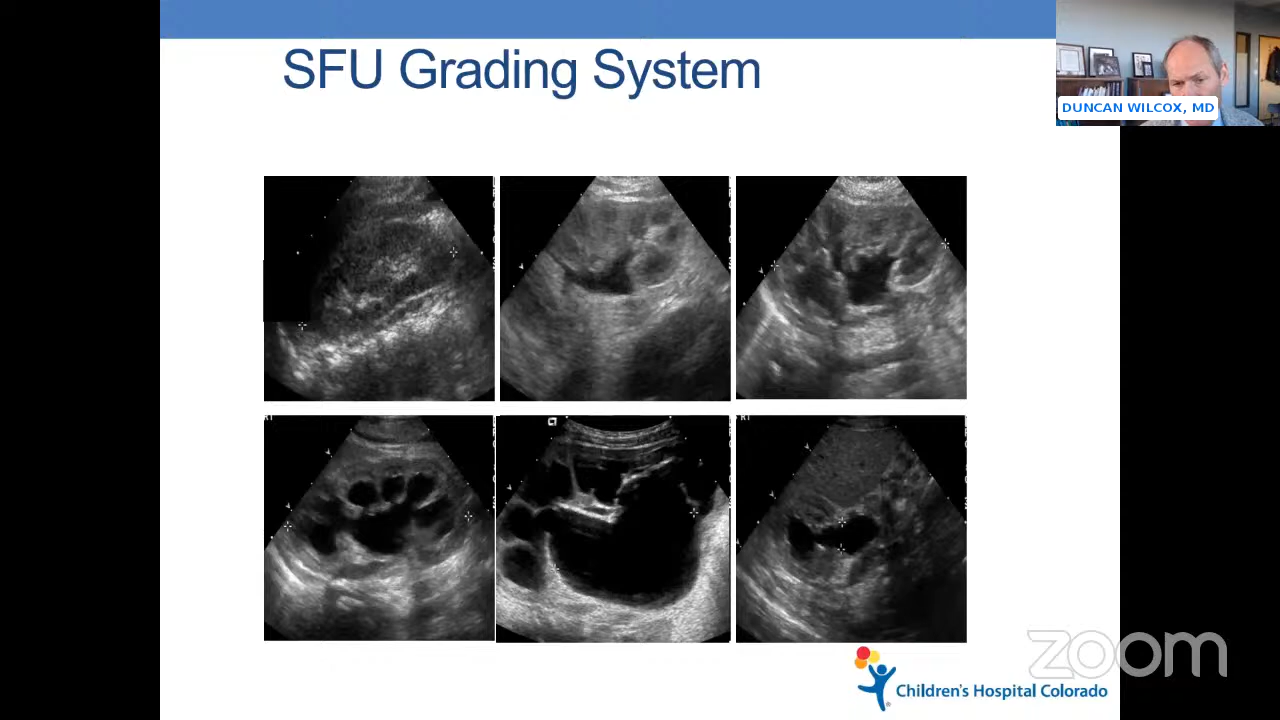 SFU Grading System
DUNCAN WILCOX, MD
zoom
Children's Hospital Colorado